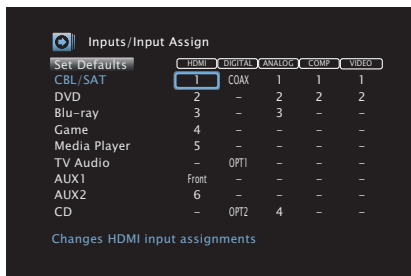 Inputs/Input Assign
Set Defaults HDMI DIGITAL ANALOG COMP VIDEO
CBL/SAT 1 COAX 1 1 1
DVD 2 – 2 2 2
Blu-ray 3 – 3 – –
Game 4 – – – –
Media Player 5 – – – –
TV Audio – OPT1 – – –
AUX1 Front – – – –
AUX2 6 – – – –
CD – OPT2 4 – –
Changes HDMI input assignments